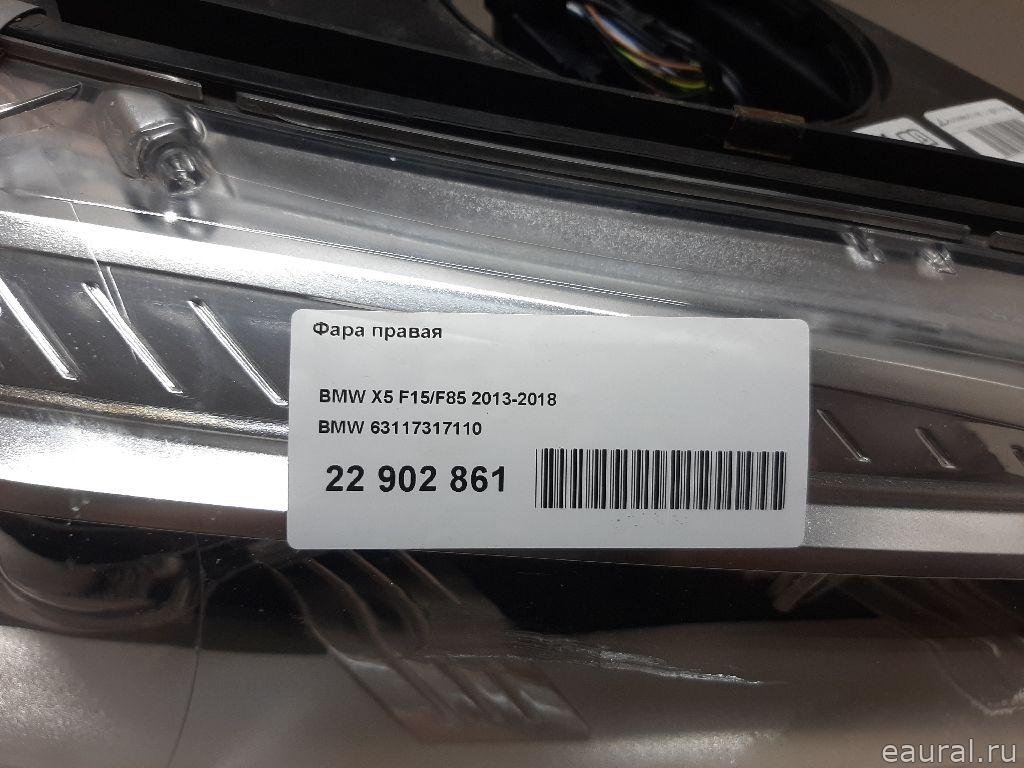 Фара правая
BMW X5 F15/F85 2013-2018
BMW 63117317110
22 902 861
eaural.ru